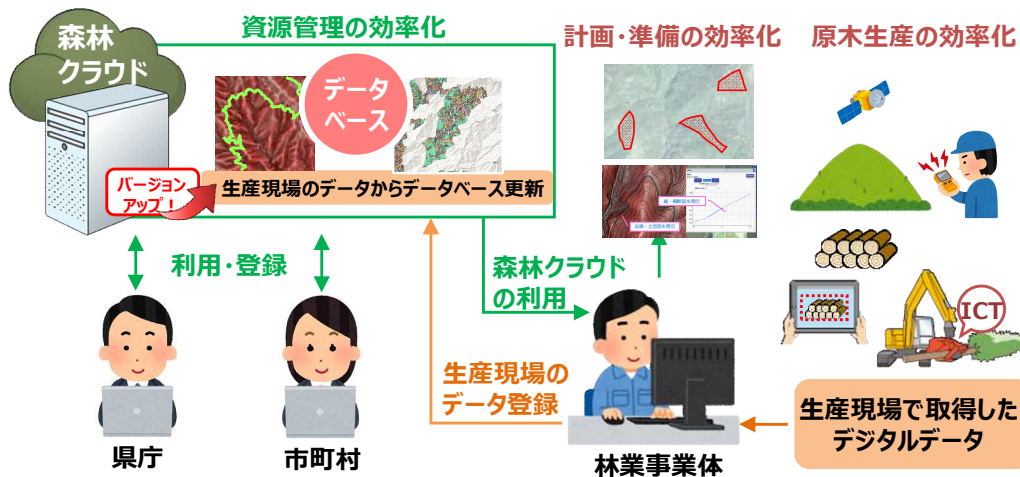 森林
クラウド
資源管理の効率化
データ
ベース
バージョン
アップ！
生産現場のデータからデータベース更新
計画・準備の効率化
原木生産の効率化
利用・登録
森林クラウド
の利用
ICT
生産現場の
データ登録
生産現場で取得した
デジタルデータ
県庁
市町村
林業事業体